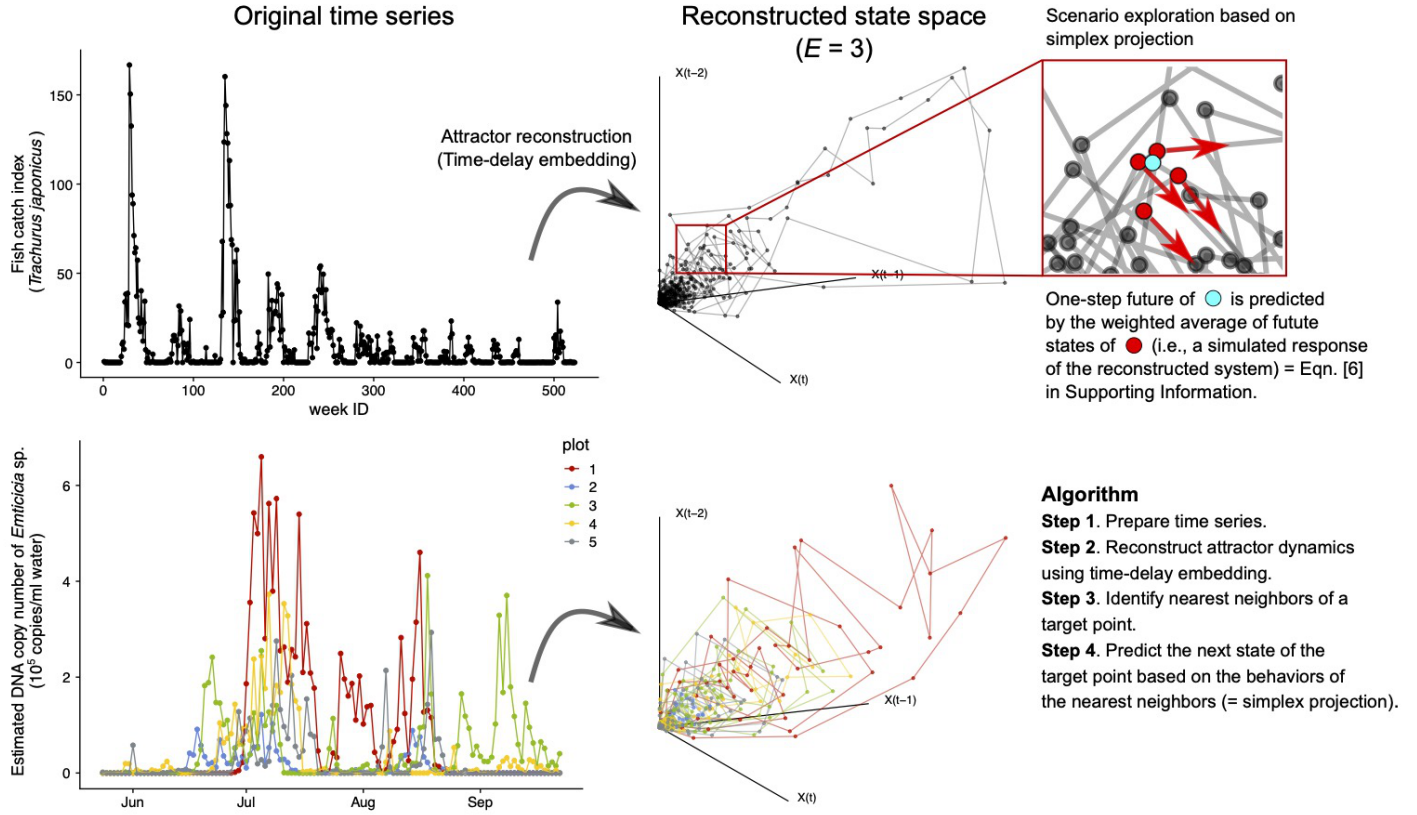 Original time series
Reconstructed state space
(E = 3)
Scenario exploration based on
simplex projection
Fish catch index
(Trachurus japonicus)
150
100
50
0
0
100
200
300
400
500
week ID
Attractor reconstruction
(Time-delay embedding)
X(t−2)
X(t−1)
X(t)
One-step future of is predicted
by the weighted average of futute
states of (i.e., a simulated response
of the reconstructed system) = Eqn. [6]
in Supporting Information.
Estimated DNA copy number of Emticicia sp.
(10⁵ copies/ml water)
6
4
2
0
Jun
Jul
Aug
Sep
plot
1
2
3
4
5
X(t−2)
X(t−1)
X(t)
Algorithm
Step 1. Prepare time series.
Step 2. Reconstruct attractor dynamics
using time-delay embedding.
Step 3. Identify nearest neighbors of a
target point.
Step 4. Predict the next state of the
target point based on the behaviors of
the nearest neighbors (= simplex projection).